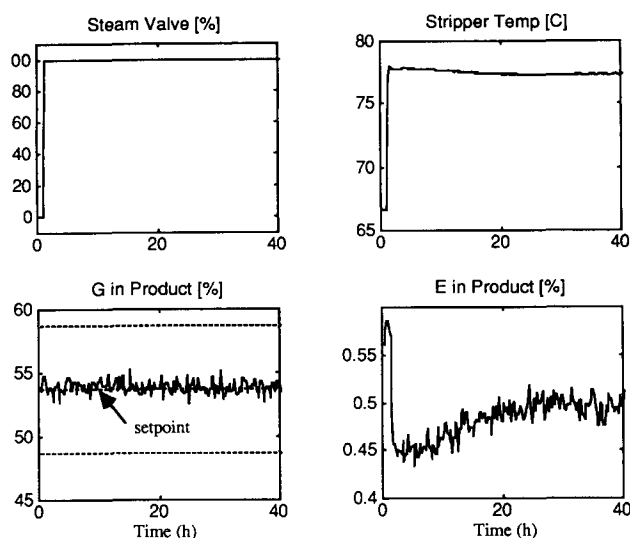 Steam Valve [%]
00
80
60
40
20
0
0 20 40
Stripper Temp [C]
80
75
70
65
0 20 40
G in Product [%]
60
55
50
45
setpoint
0 20 40
Time (h)
E in Product [%]
0.55
0.5
0.45
0.4
0 20 40
Time (h)